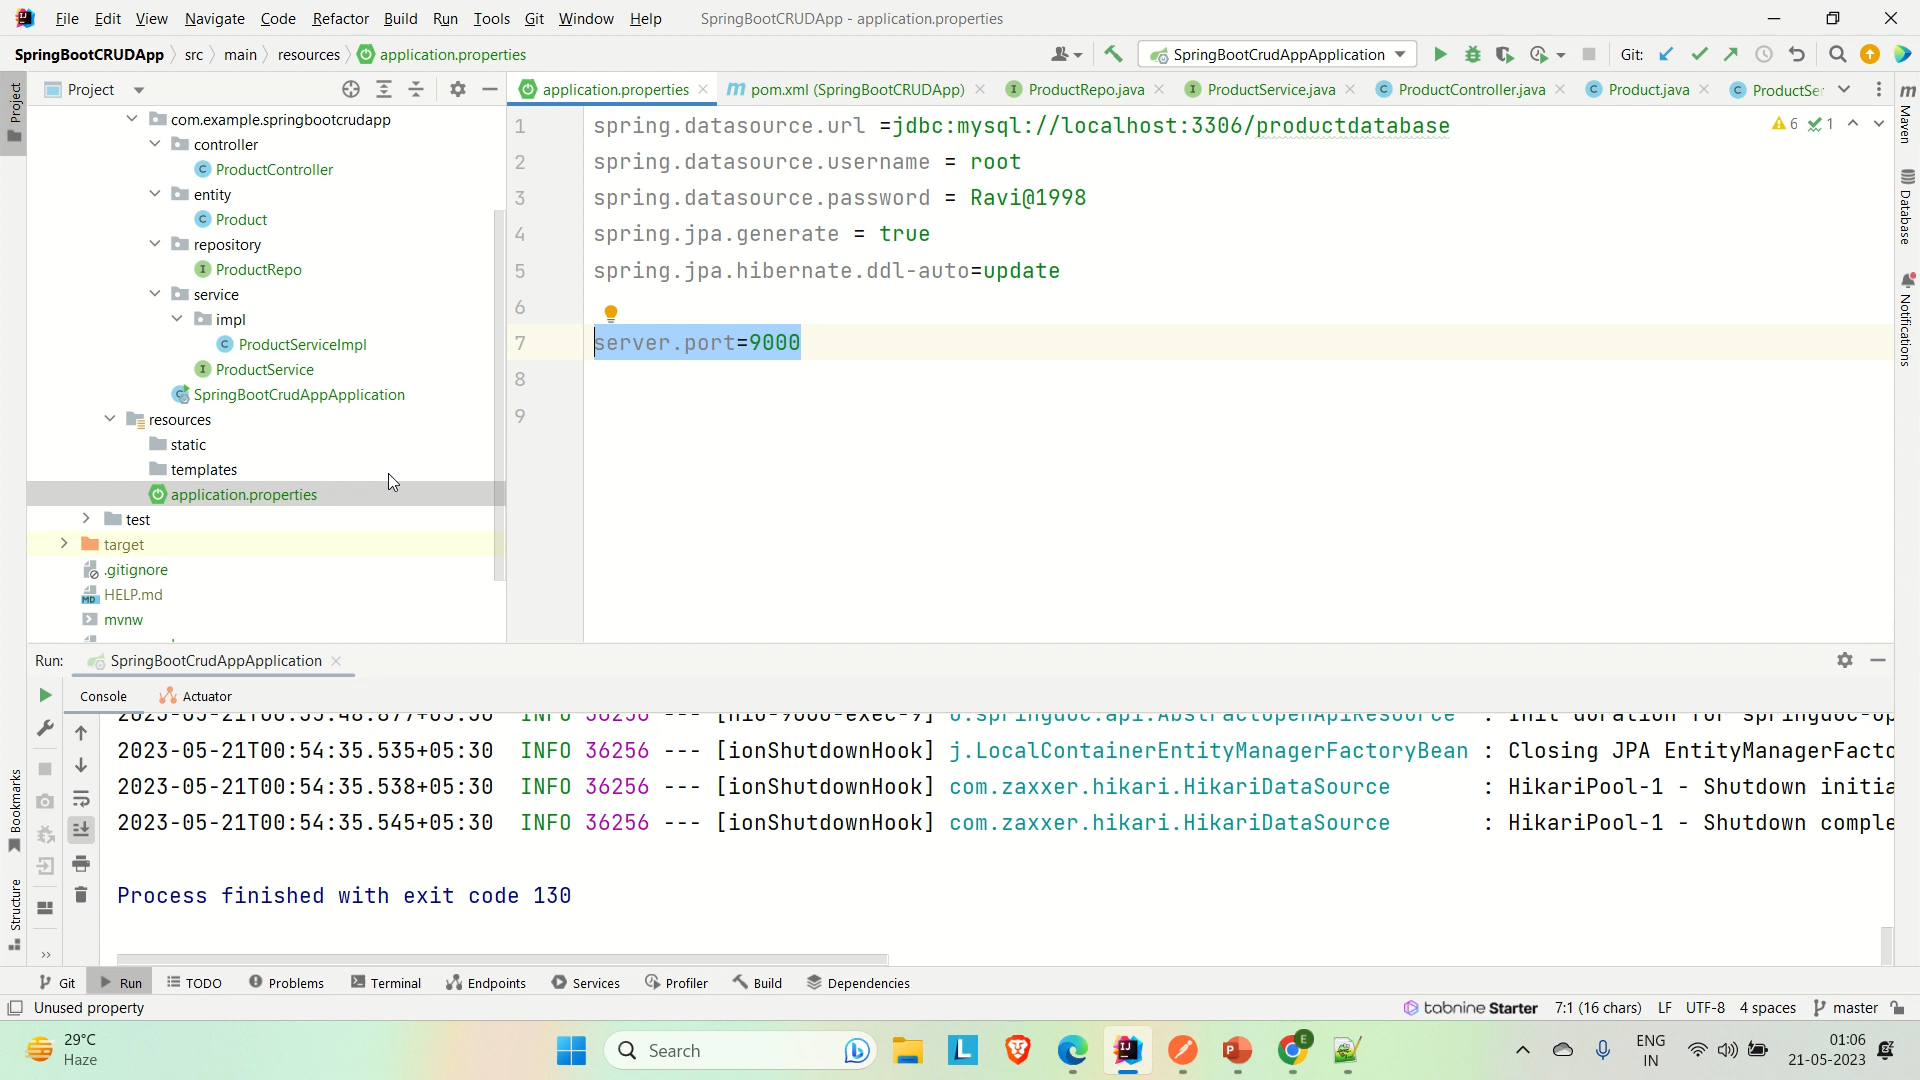 File Edit View Navigate Code Refactor Build Run Tools Git Window Help SpringBootCRUDApp - application.properties
SpringBootCRUDApp src main resources application.properties SpringBootCrudAppApplication Git:
Project
application.properties pom.xml (SpringBootCRUDApp) ProductRepo.java ProductService.java ProductController.java Product.java ProductSer
Project
com.example.springbootcrudapp
controller
ProductController
entity
Product
repository
ProductRepo
service
impl
ProductServiceImpl
ProductService
SpringBootCrudAppApplication
resources
static
templates
application.properties
test
target
.gitignore
HELP.md
mvnw
1 spring.datasource.url =jdbc:mysql://localhost:3306/productdatabase
2 spring.datasource.username = root
3 spring.datasource.password = Ravi@1998
4 spring.jpa.generate = true
5 spring.jpa.hibernate.ddl-auto=update
6
7 server.port=9000
8
9
6 1
Maven
Database
Notifications
Run: SpringBootCrudAppApplication
Console Actuator
2023-05-21T00:54:35.535+05:30 INFO 36256 --- [ionShutdownHook] j.LocalContainerEntityManagerFactoryBean : Closing JPA EntityManagerFacto
2023-05-21T00:54:35.538+05:30 INFO 36256 --- [ionShutdownHook] com.zaxxer.hikari.HikariDataSource : HikariPool-1 - Shutdown initia
2023-05-21T00:54:35.545+05:30 INFO 36256 --- [ionShutdownHook] com.zaxxer.hikari.HikariDataSource : HikariPool-1 - Shutdown comple
Process finished with exit code 130
Bookmarks
Structure
Git Run TODO Problems Terminal Endpoints Services Profiler Build Dependencies
Unused property tabnine Starter 7:1 (16 chars) LF UTF-8 4 spaces master
29°C
Haze
Search
ENG
IN
01:06
21-05-2023